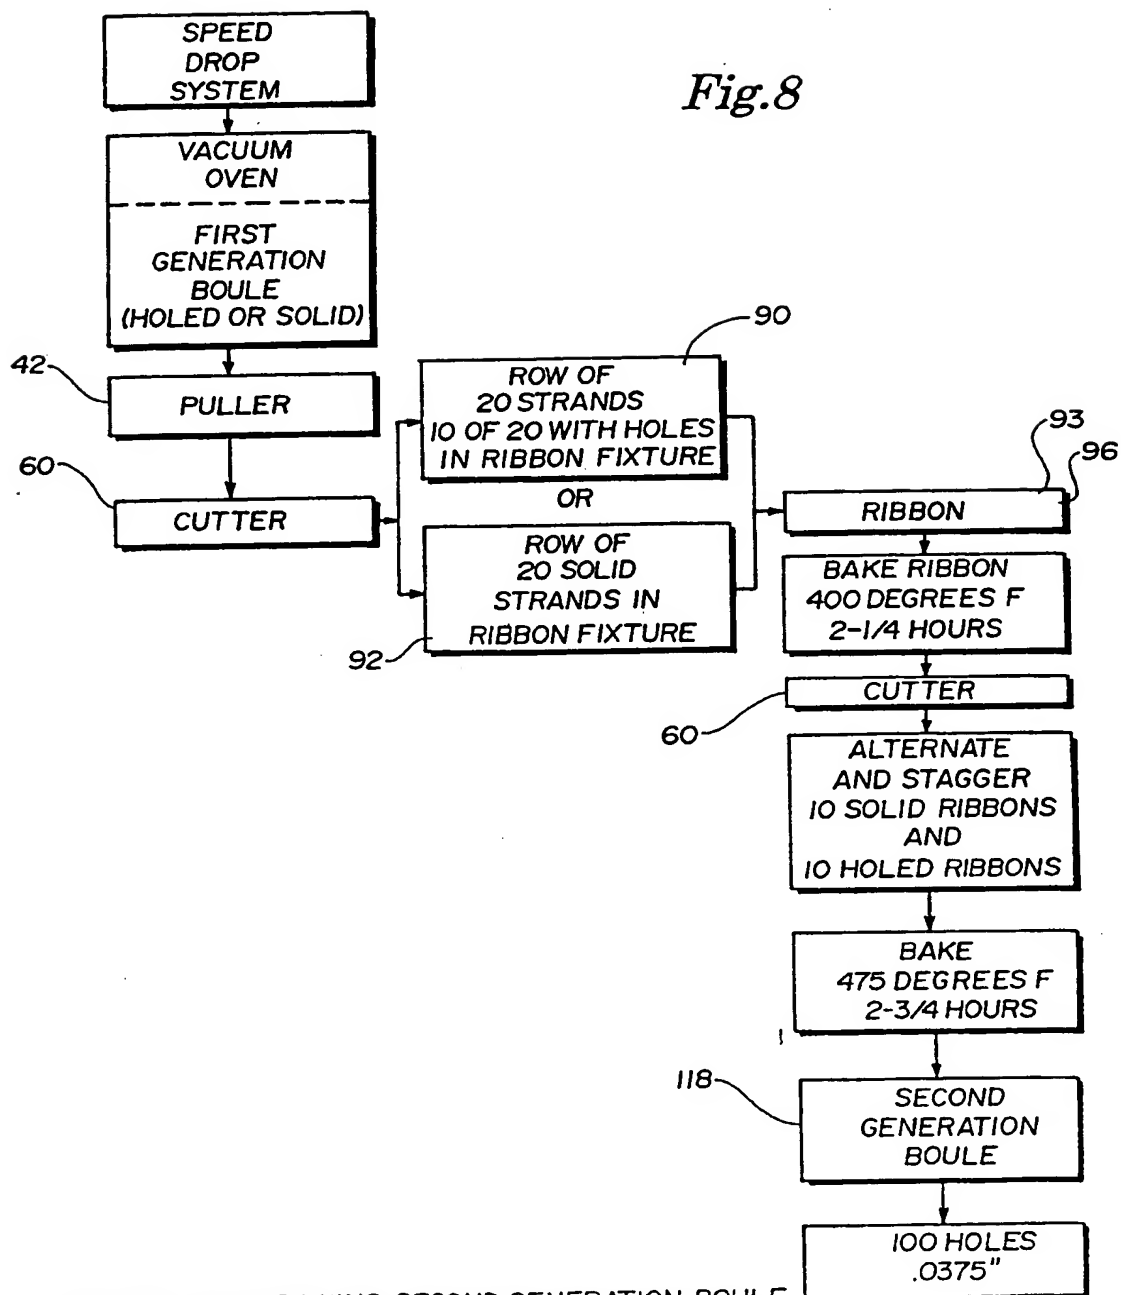 Fig.8
SPEED
DROP
SYSTEM
VACUUM
OVEN
FIRST
GENERATION
BOULE
(HOLED OR SOLID)
42
PULLER
60
CUTTER
90
ROW OF
20 STRANDS
10 OF 20 WITH HOLES
IN RIBBON FIXTURE
OR
ROW OF
20 SOLID
STRANDS IN
RIBBON FIXTURE
92
93
96
RIBBON
BAKE RIBBON
400 DEGREES F
2-1/4 HOURS
CUTTER
60
ALTERNATE
AND STAGGER
10 SOLID RIBBONS
AND
10 HOLED RIBBONS
BAKE
475 DEGREES F
2-3/4 HOURS
118
SECOND
GENERATION
BOULE
100 HOLES
.0375"
SECOND GENERATION BOULE